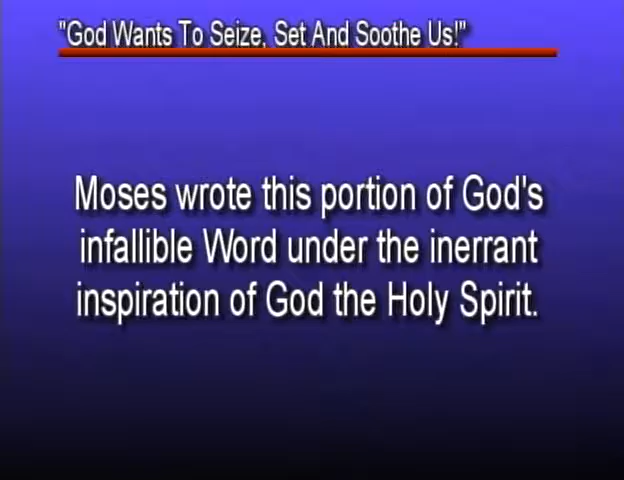 "God Wants To Seize, Set And Soothe Us!"
Moses wrote this portion of God's
infallible Word under the inerrant
inspiration of God the Holy Spirit.